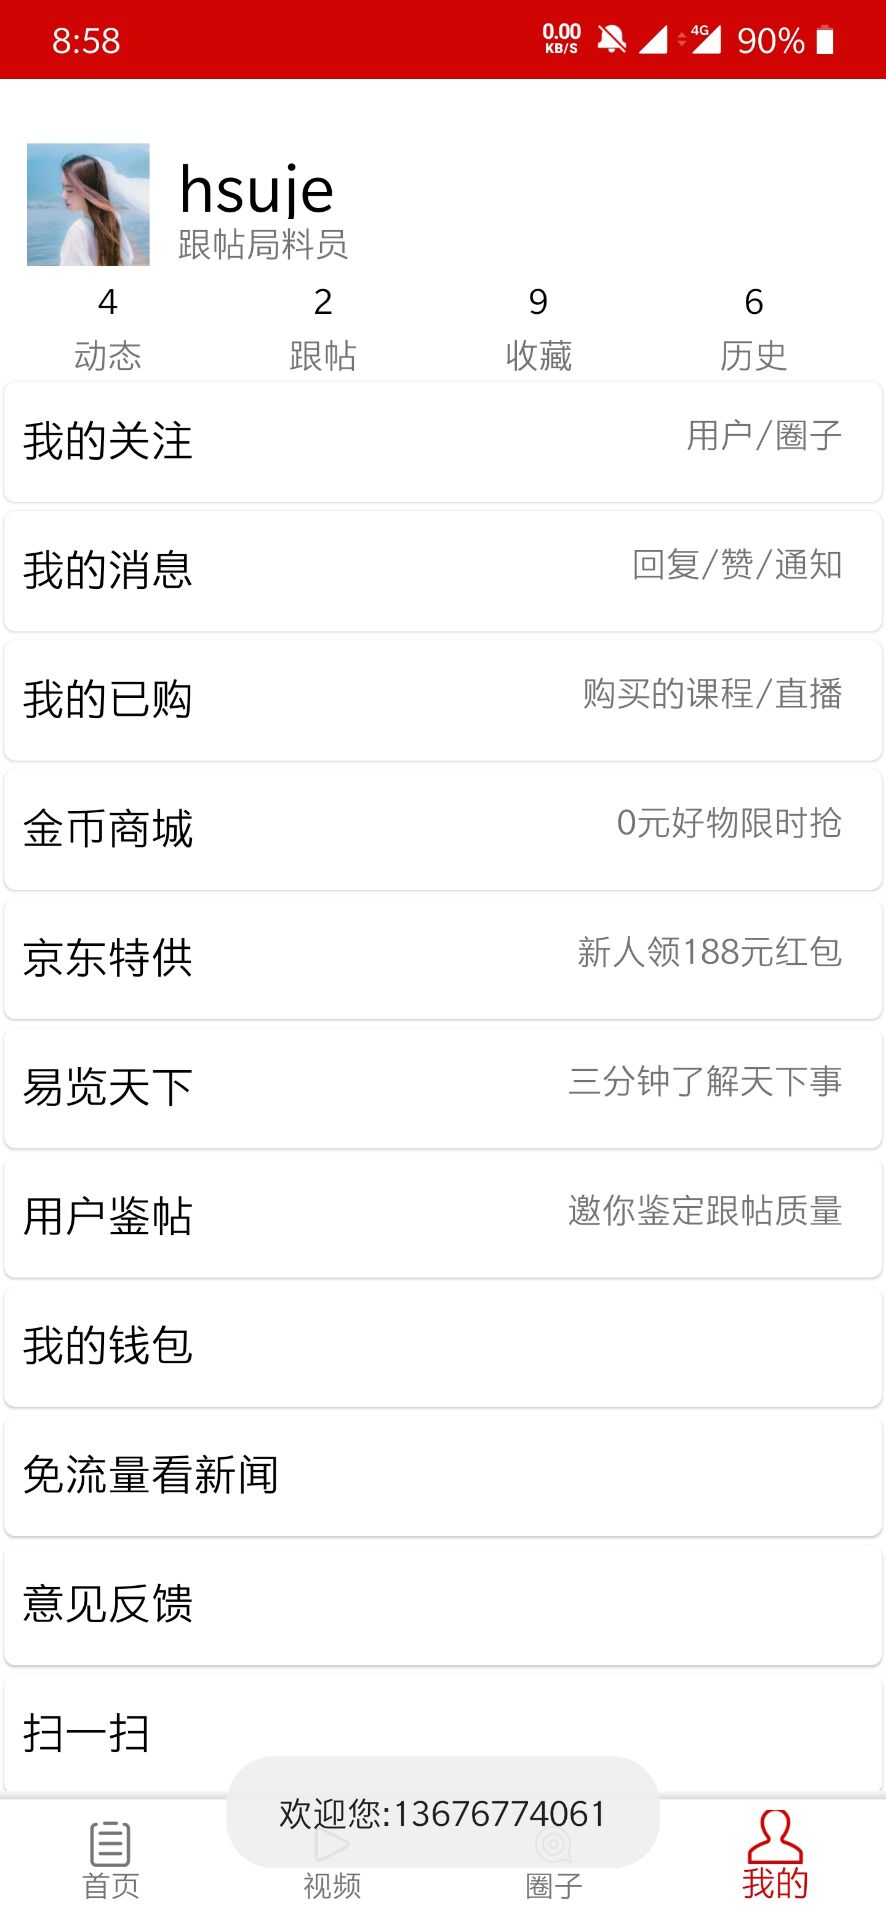 8:58
0.00
KB/S
4G
90%
hsuje
跟帖局料员
4 2 9 6
动态 跟帖 收藏 历史
我的关注 用户/圈子
我的消息 回复/赞/通知
我的已购 购买的课程/直播
金币商城 0元好物限时抢
京东特供 新人领188元红包
易览天下 三分钟了解天下事
用户鉴帖 邀你鉴定跟帖质量
我的钱包
免流量看新闻
意见反馈
扫一扫
欢迎您:13676774061
首页 视频 圈子 我的